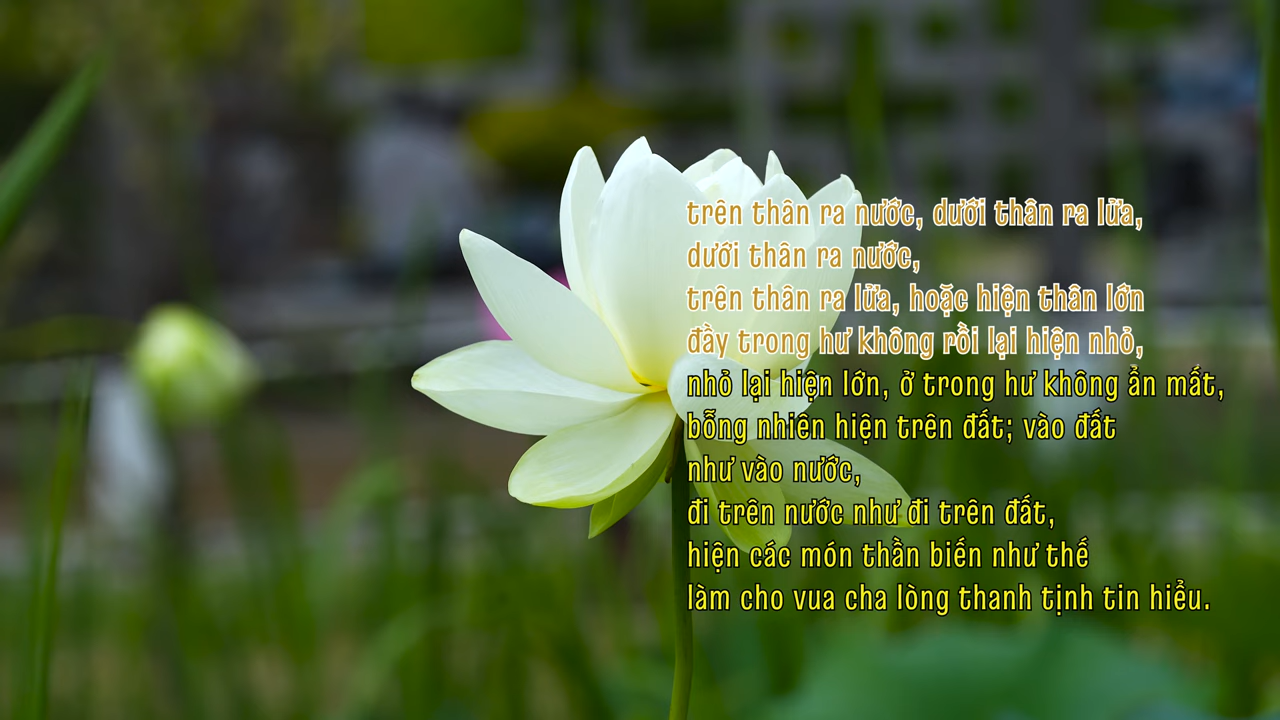 trên thân ra nước, dưới thân ra lửa,
dưới thân ra nước,
trên thân ra lửa, hoặc hiện thân lớn
đầy trong hư không rồi lại hiện nhỏ,
nhỏ lại hiện lớn, ở trong hư không ẩn mất,
bỗng nhiên hiện trên đất; vào đất
như vào nước,
đi trên nước như đi trên đất,
hiện các món thần biến như thế
làm cho vua cha lòng thanh tịnh tin hiểu.